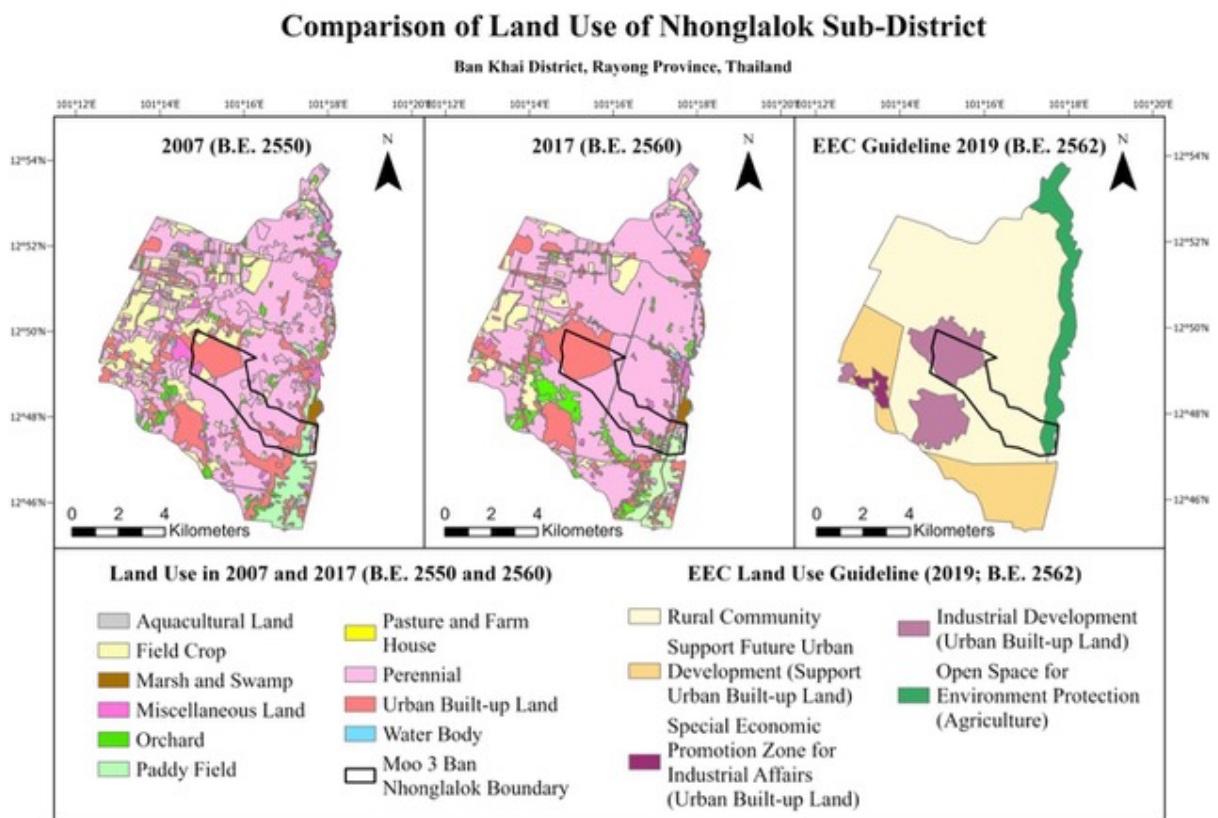 Comparison of Land Use of Nhonglalok Sub-District
Ban Khai District, Rayong Province, Thailand
101°12'E 101°14'E 101°16'E 101°18'E 101°20'E 101°12'E 101°14'E 101°16'E 101°18'E 101°20'E 101°12'E 101°14'E 101°16'E 101°18'E 101°20'E
2007 (B.E. 2550)
N
2017 (B.E. 2560)
N
EEC Guideline 2019 (B.E. 2562)
N
12°54'N
12°52'N
12°50'N
12°48'N
12°46'N
12°54'N
12°52'N
12°50'N
12°48'N
12°46'N
0 2 4
Kilometers
0 2 4
Kilometers
0 2 4
Kilometers
Land Use in 2007 and 2017 (B.E. 2550 and 2560)
Aquacultural Land
Field Crop
Marsh and Swamp
Miscellaneous Land
Orchard
Paddy Field
Pasture and Farm
House
Perennial
Urban Built-up Land
Water Body
Moo 3 Ban
Nhonglalok Boundary
EEC Land Use Guideline (2019; B.E. 2562)
Rural Community
Support Future Urban
Development (Support
Urban Built-up Land)
Special Economic
Promotion Zone for
Industrial Affairs
(Urban Built-up Land)
Industrial Development
(Urban Built-up Land)
Open Space for
Environment Protection
(Agriculture)